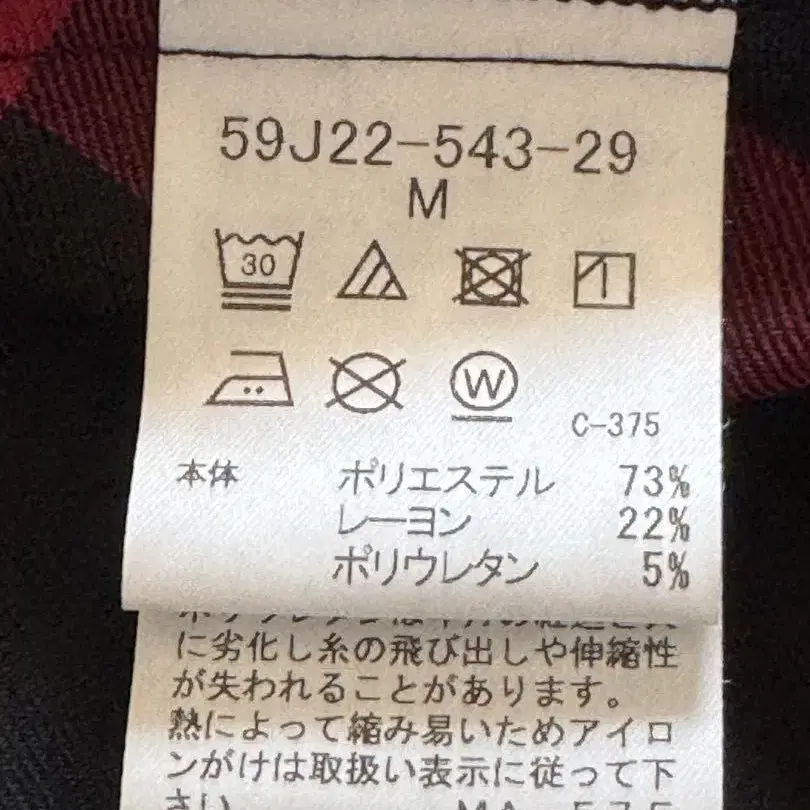 59J22-543-29
M
30
W
C-375
本体 ポリエステル 73%
レーヨン 22%
ポリウレタン 5%
に劣化し糸の飛び出しや伸縮性
が失われることがあります。
熱によって縮み易いためアイロ
ンがけは取扱い表示に従って下
さい。